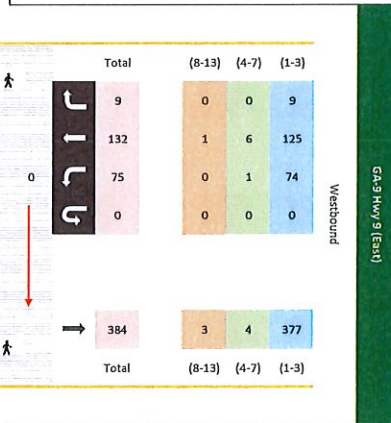 Total (8-13) (4-7) (1-3)
9 0 0 9
132 1 6 125
0 75 0 1 74
0 0 0 0
Westbound
GA-9 Hwy 9 (East)
384 3 4 377
Total (8-13) (4-7) (1-3)